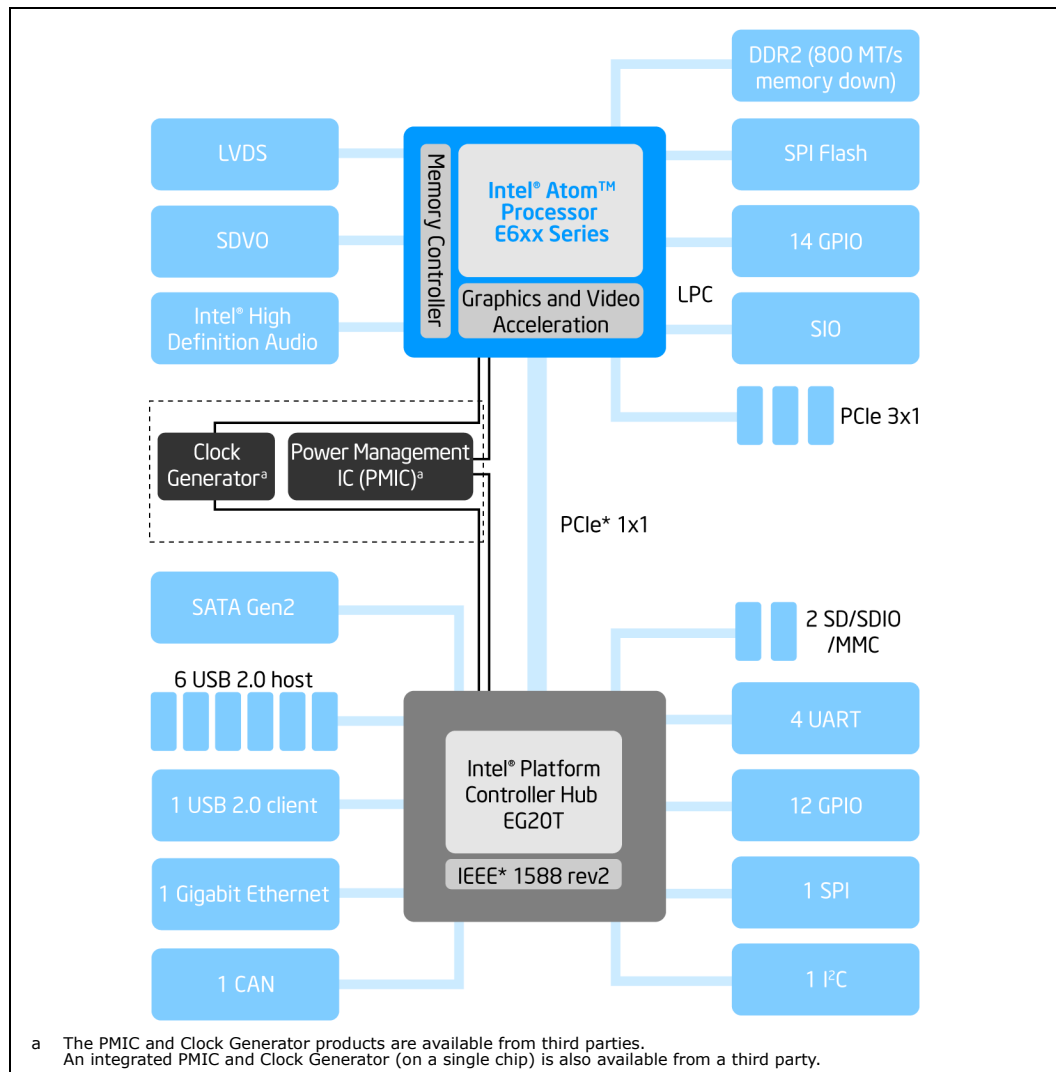 DDR2 (800 MT/s
memory down)
LVDS
SPI Flash
Memory Controller
Intel® Atom™
Processor
E6xx Series
SDVO
14 GPIO
Graphics and Video
Acceleration
LPC
Intel® High
Definition Audio
SIO
PCIe 3x1
Clock
Generatorᵃ
Power Management
IC (PMIC)ᵃ
PCIe* 1x1
SATA Gen2
2 SD/SDIO
/MMC
6 USB 2.0 host
4 UART
Intel® Platform
Controller Hub
EG20T
1 USB 2.0 client
12 GPIO
IEEE* 1588 rev2
1 Gigabit Ethernet
1 SPI
1 CAN
1 I²C
a The PMIC and Clock Generator products are available from third parties.
An integrated PMIC and Clock Generator (on a single chip) is also available from a third party.